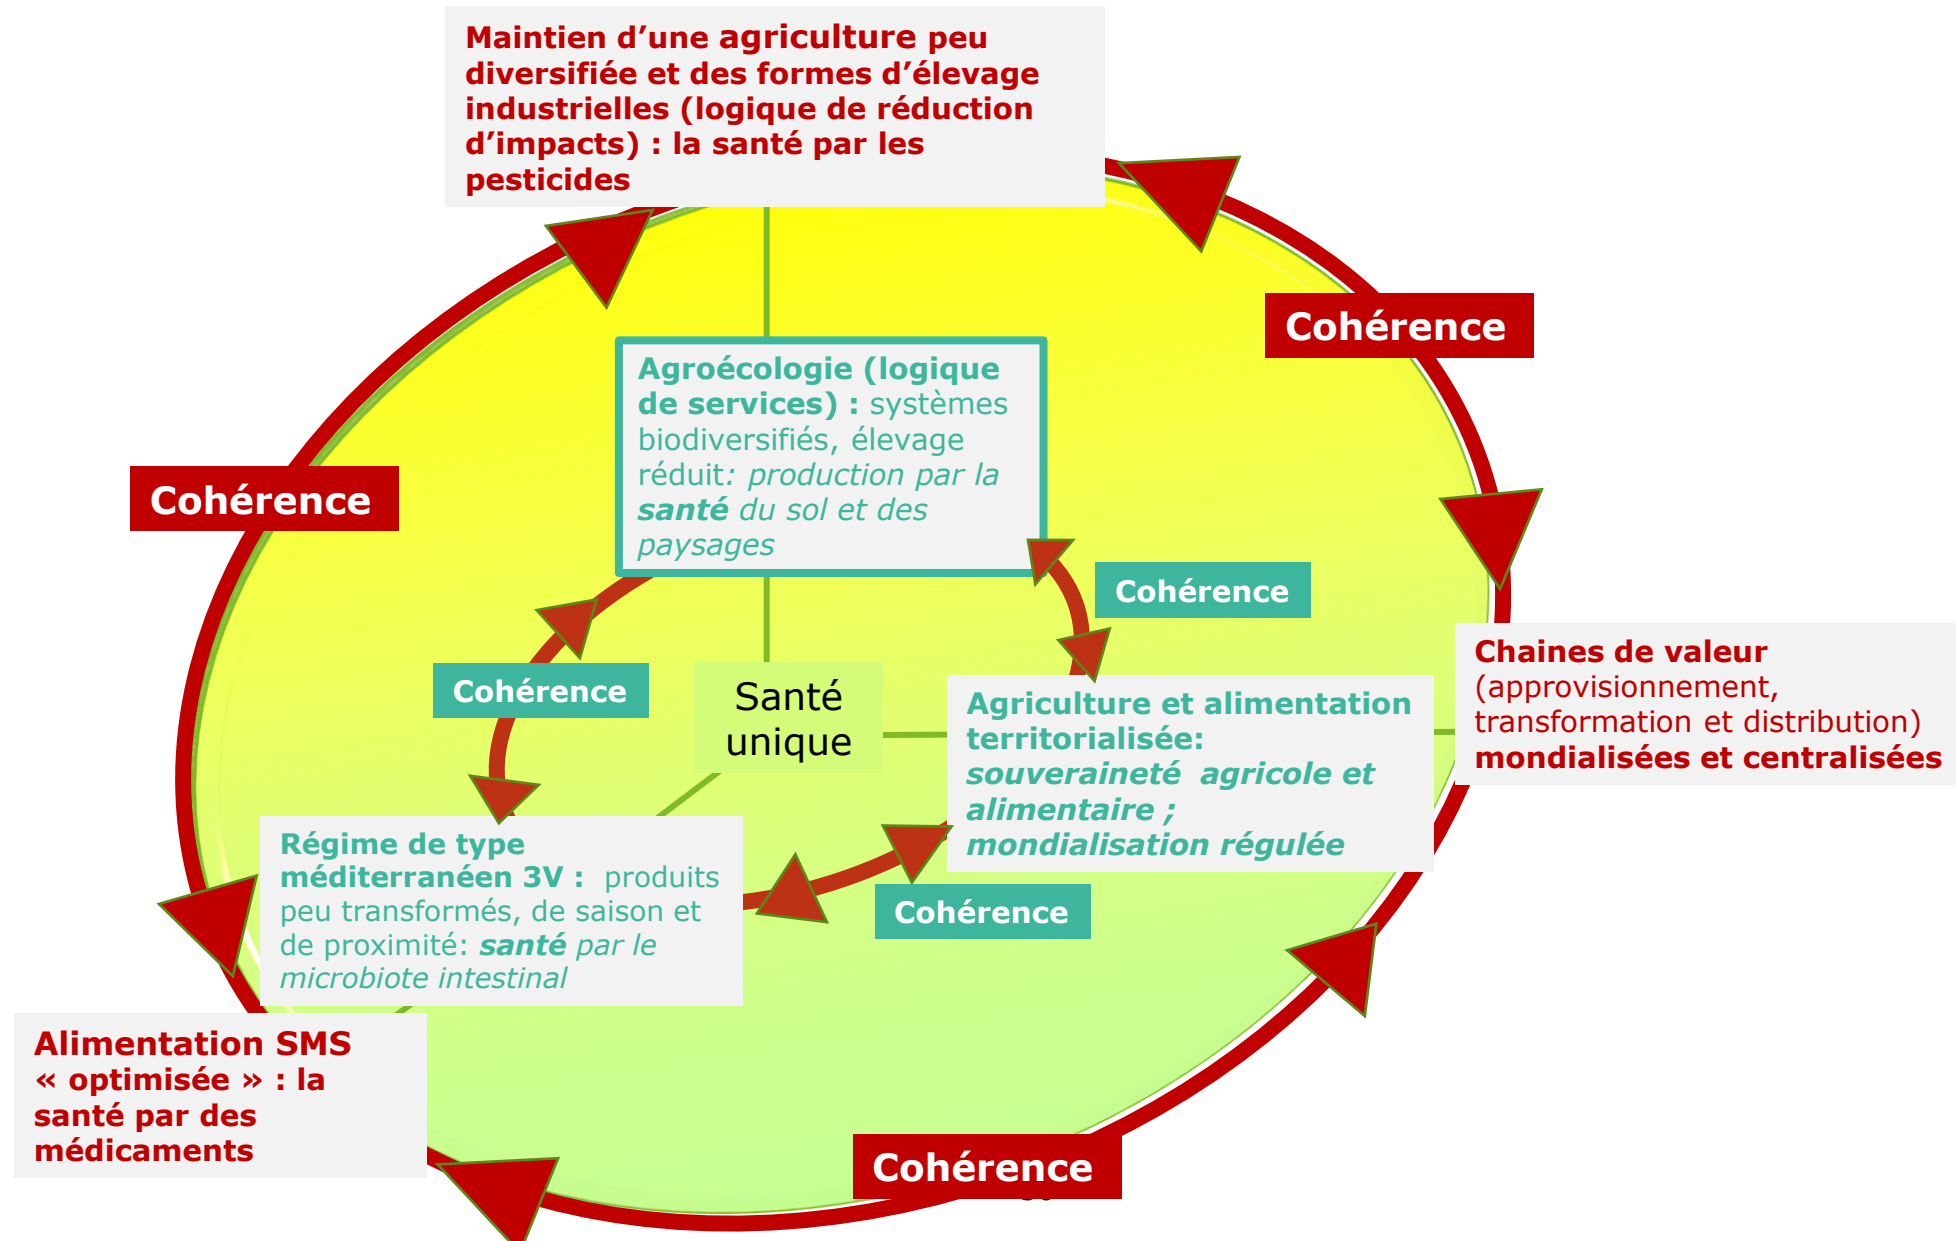 Maintien d’une agriculture peu
diversifiée et des formes d’élevage
industrielles (logique de réduction
d’impacts) : la santé par les
pesticides
Cohérence
Agroécologie (logique
de services) : systèmes
biodiversifiés, élevage
réduit: production par la
santé du sol et des
paysages
Cohérence
Cohérence
Cohérence
Santé
unique
Agriculture et alimentation
territorialisée:
souveraineté  agricole et
alimentaire ;
mondialisation régulée
Chaines de valeur
(approvisionnement,
transformation et distribution)
mondialisées et centralisées
Régime de type
méditerranéen 3V :  produits
peu transformés, de saison et
de proximité: santé par le
microbiote intestinal
Cohérence
Alimentation SMS
« optimisée » : la
santé par des
médicaments
Cohérence